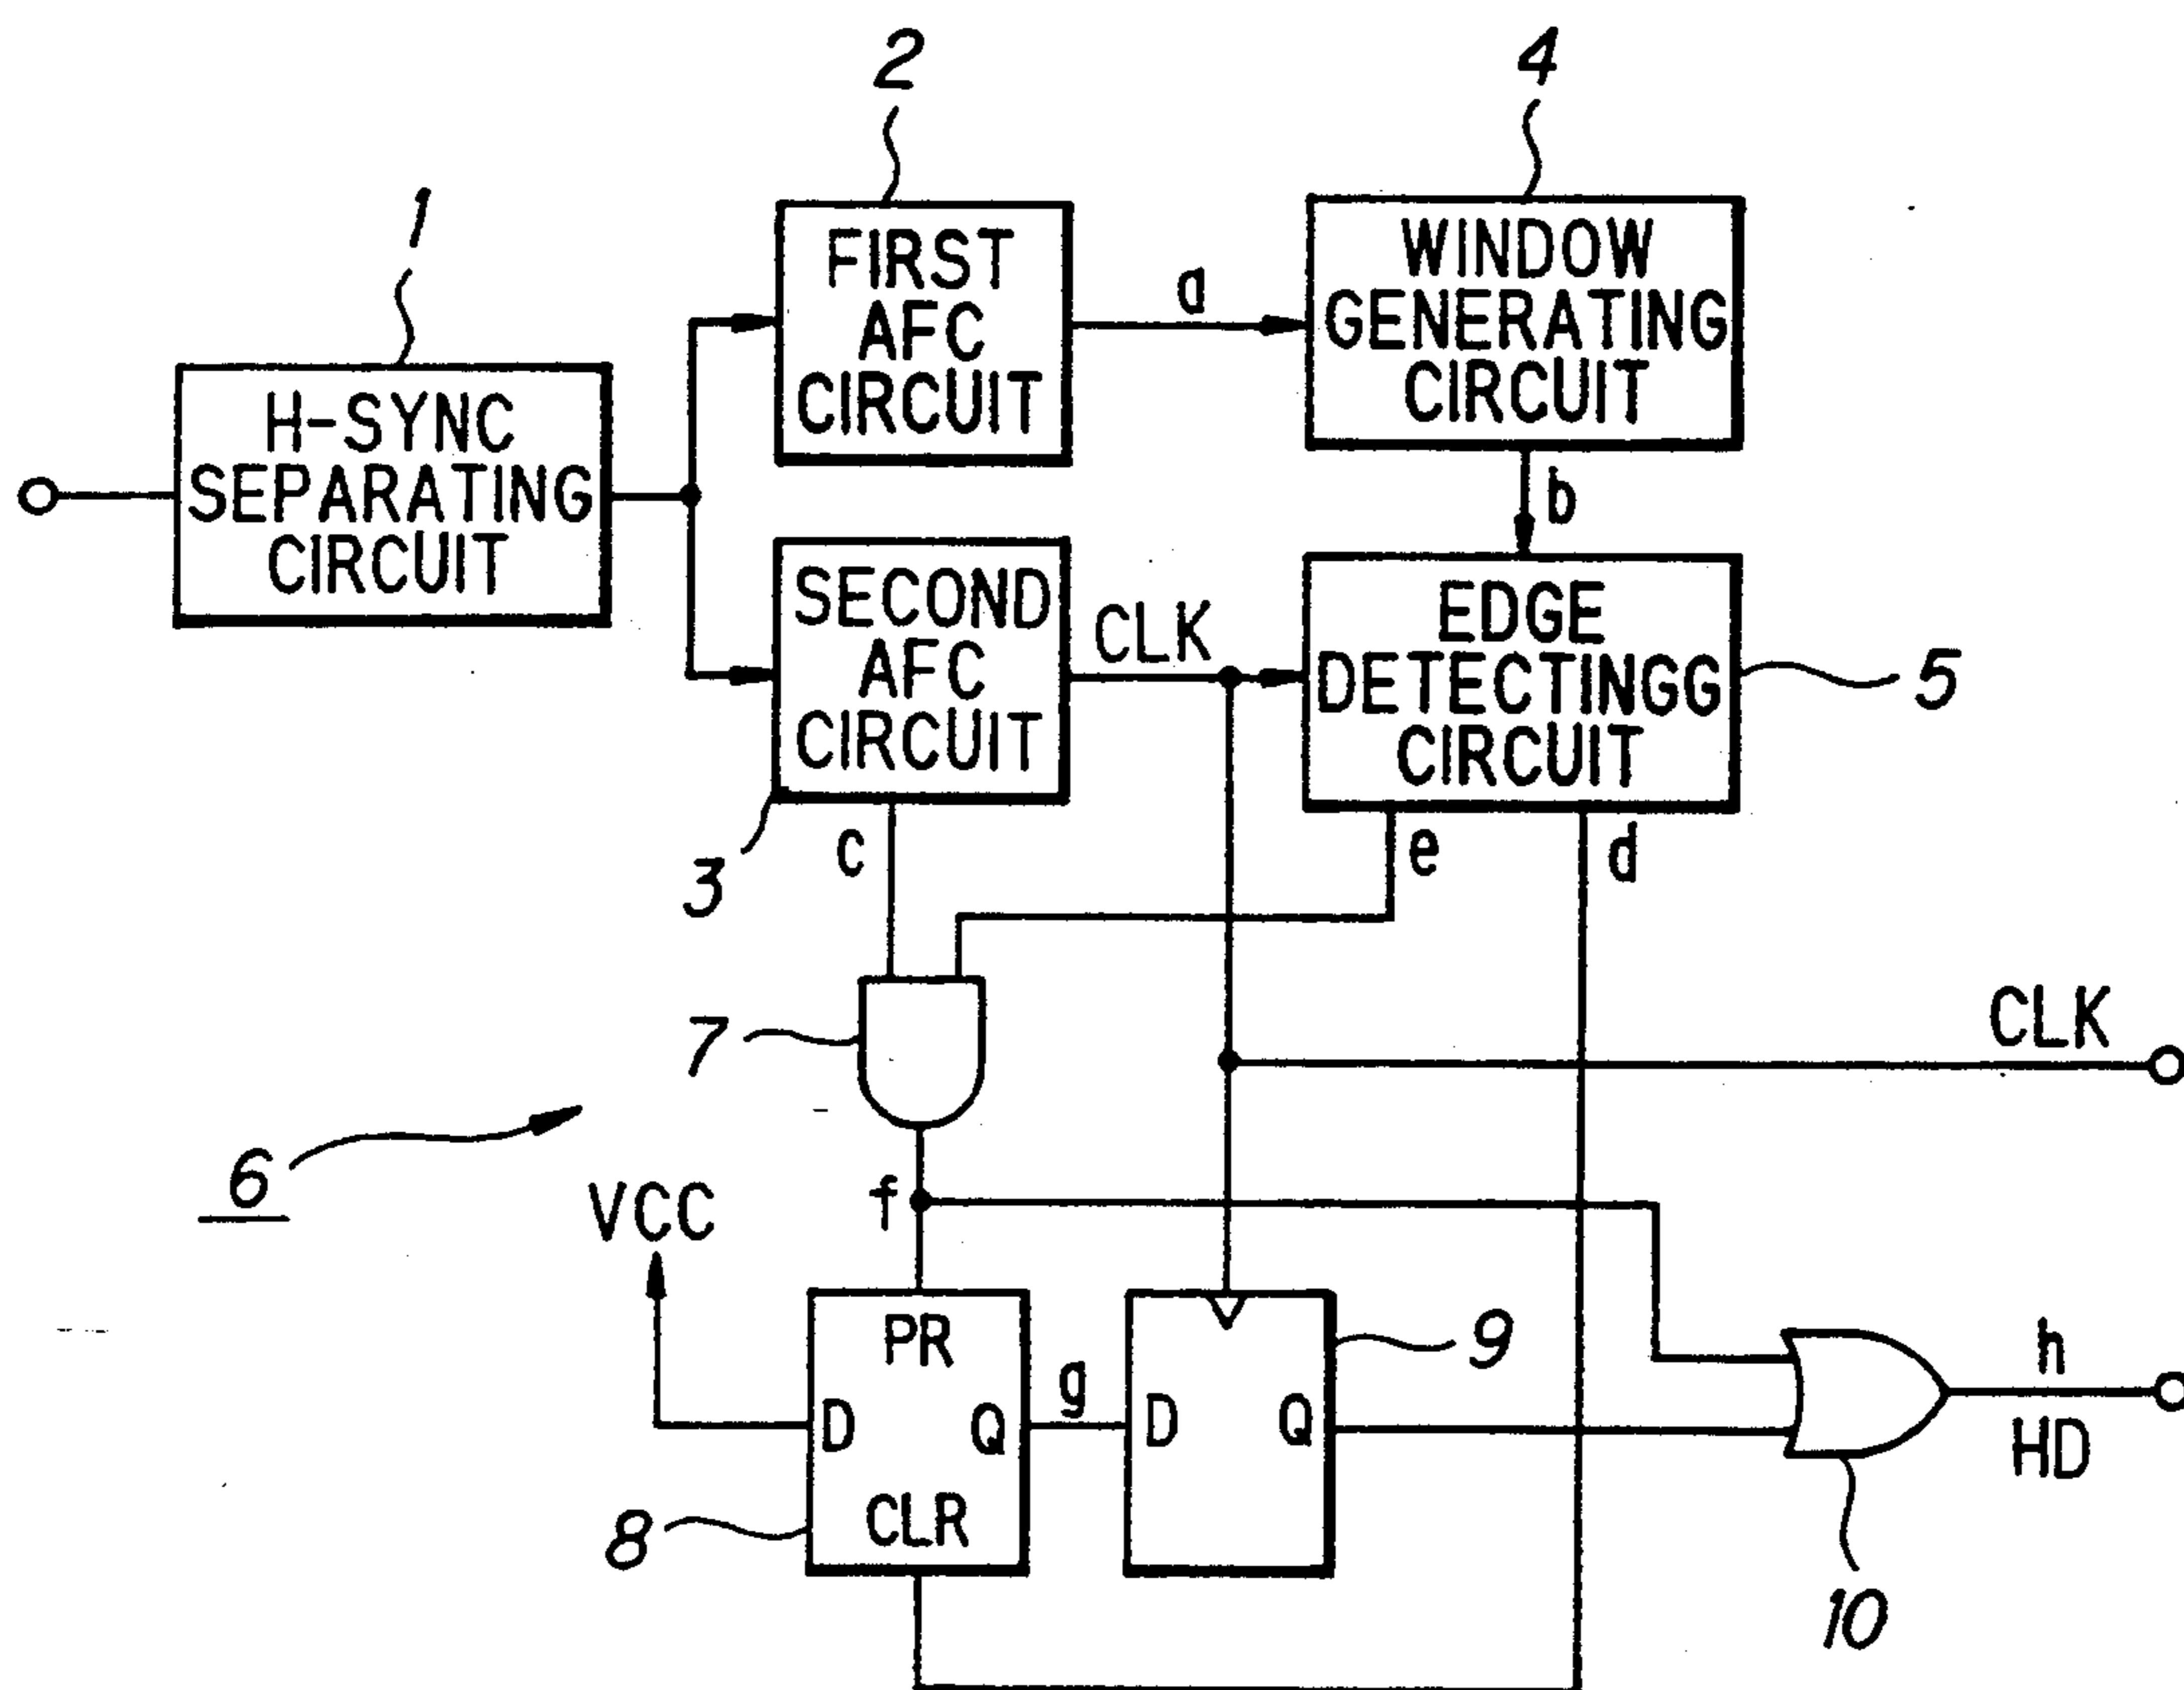 2
4
1
FIRST
AFC
CIRCUIT
a
WINDOW
GENERATING
CIRCUIT
H-SYNC
SEPARATING
CIRCUIT
b
SECOND
AFC
CIRCUIT
CLK
EDGE
DETECTINGG
CIRCUIT
5
3
c
e
d
7
CLK
6
f
VCC
PR
D
Q
CLR
8
g
D
Q
9
h
HD
10